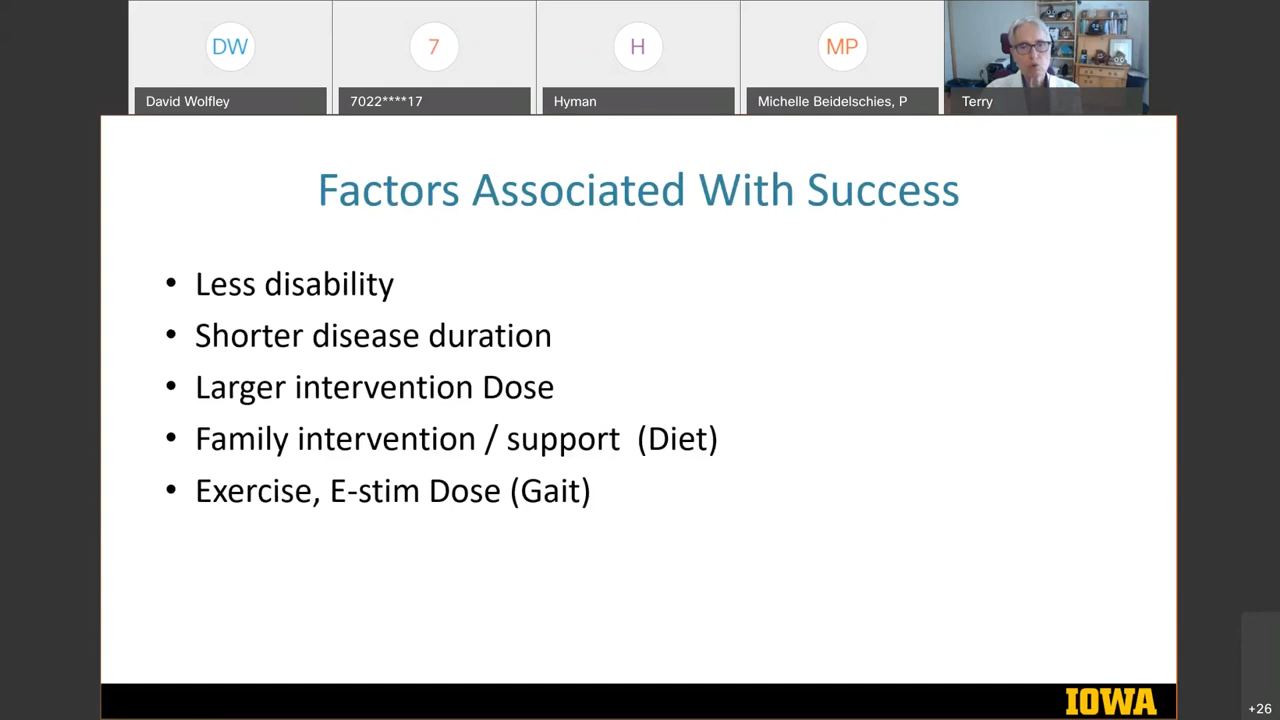 DW
7
H
MP
David Wolfley
7022****17
Hyman
Michelle Beidelschies, P
Terry
Factors Associated With Success
• Less disability
• Shorter disease duration
• Larger intervention Dose
• Family intervention / support (Diet)
• Exercise, E-stim Dose (Gait)
IOWA
+26